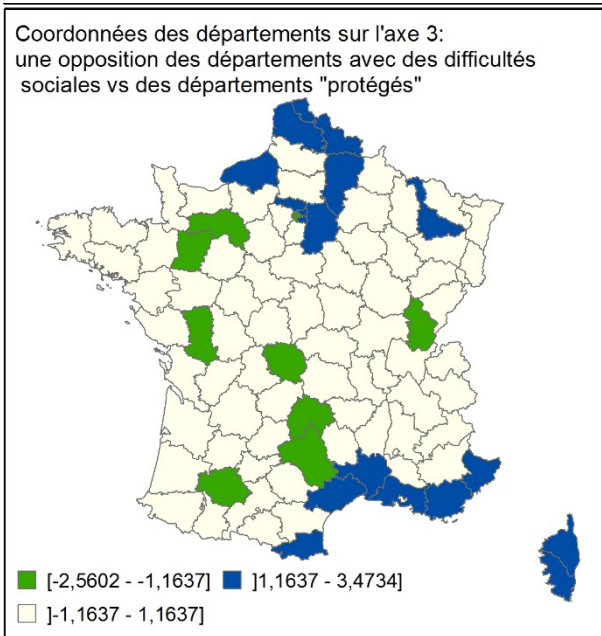 Coordonnées des départements sur l'axe 3:
une opposition des départements avec des difficultés
sociales vs des départements "protégés"
[-2,5602 - -1,1637] ]1,1637 - 3,4734]
]-1,1637 - 1,1637]